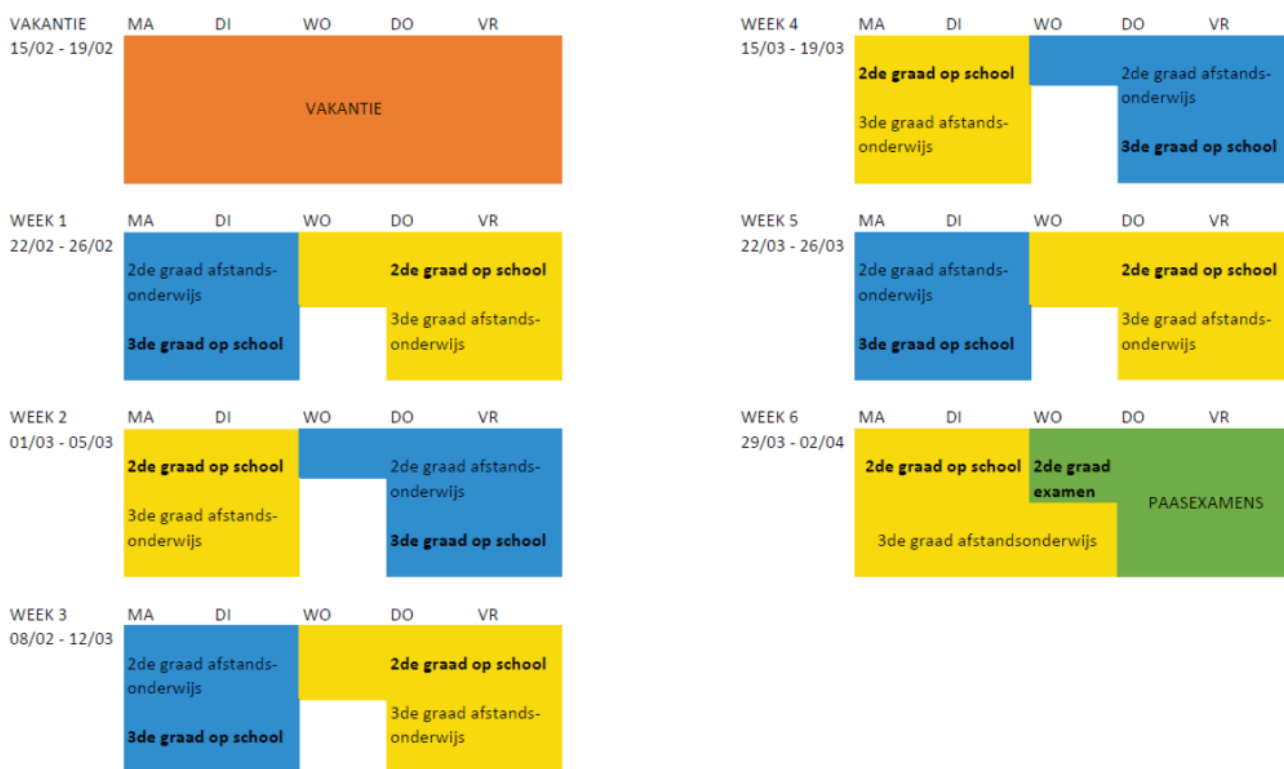 VAKANTIE MA DI WO DO VR
15/02 - 19/02
VAKANTIE
WEEK 1 MA DI WO DO VR
22/02 - 26/02
2de graad afstands-
onderwijs
3de graad op school
2de graad op school
3de graad afstands-
onderwijs
WEEK 2 MA DI WO DO VR
01/03 - 05/03
2de graad op school
3de graad afstands-
onderwijs
2de graad afstands-
onderwijs
3de graad op school
WEEK 3 MA DI WO DO VR
08/02 - 12/03
2de graad afstands-
onderwijs
3de graad op school
2de graad op school
3de graad afstands-
onderwijs
WEEK 4 MA DI WO DO VR
15/03 - 19/03
2de graad op school
3de graad afstands-
onderwijs
2de graad afstands-
onderwijs
3de graad op school
WEEK 5 MA DI WO DO VR
22/03 - 26/03
2de graad afstands-
onderwijs
3de graad op school
2de graad op school
3de graad afstands-
onderwijs
WEEK 6 MA DI WO DO VR
29/03 - 02/04
2de graad op school
2de graad
examen
3de graad afstandsonderwijs
PAASEXAMENS